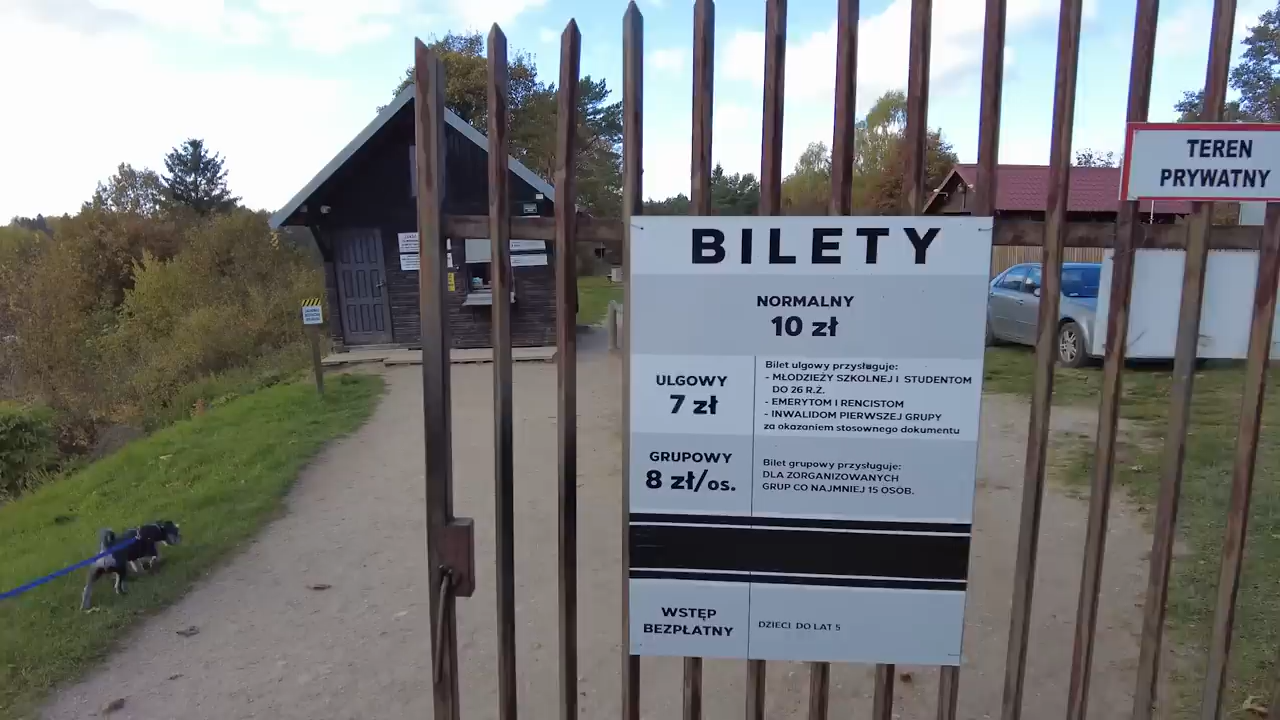 BILETY
NORMALNY
10 zł
ULGOWY
7 zł
Bilet ulgowy przysługuje:
- MŁODZIEŻY SZKOLNEJ I STUDENTOM
DO 26 R.Ż.
- EMERYTOM I RENCISTOM
- INWALIDOM PIERWSZEJ GRUPY
za okazaniem stosownego dokumentu
GRUPOWY
8 zł/os.
Bilet grupowy przysługuje:
DLA ZORGANIZOWANYCH
GRUP CO NAJMNIEJ 15 OSOB.
WSTĘP
BEZPŁATNY
DZIECI DO LAT 5
TEREN
PRYWATNY